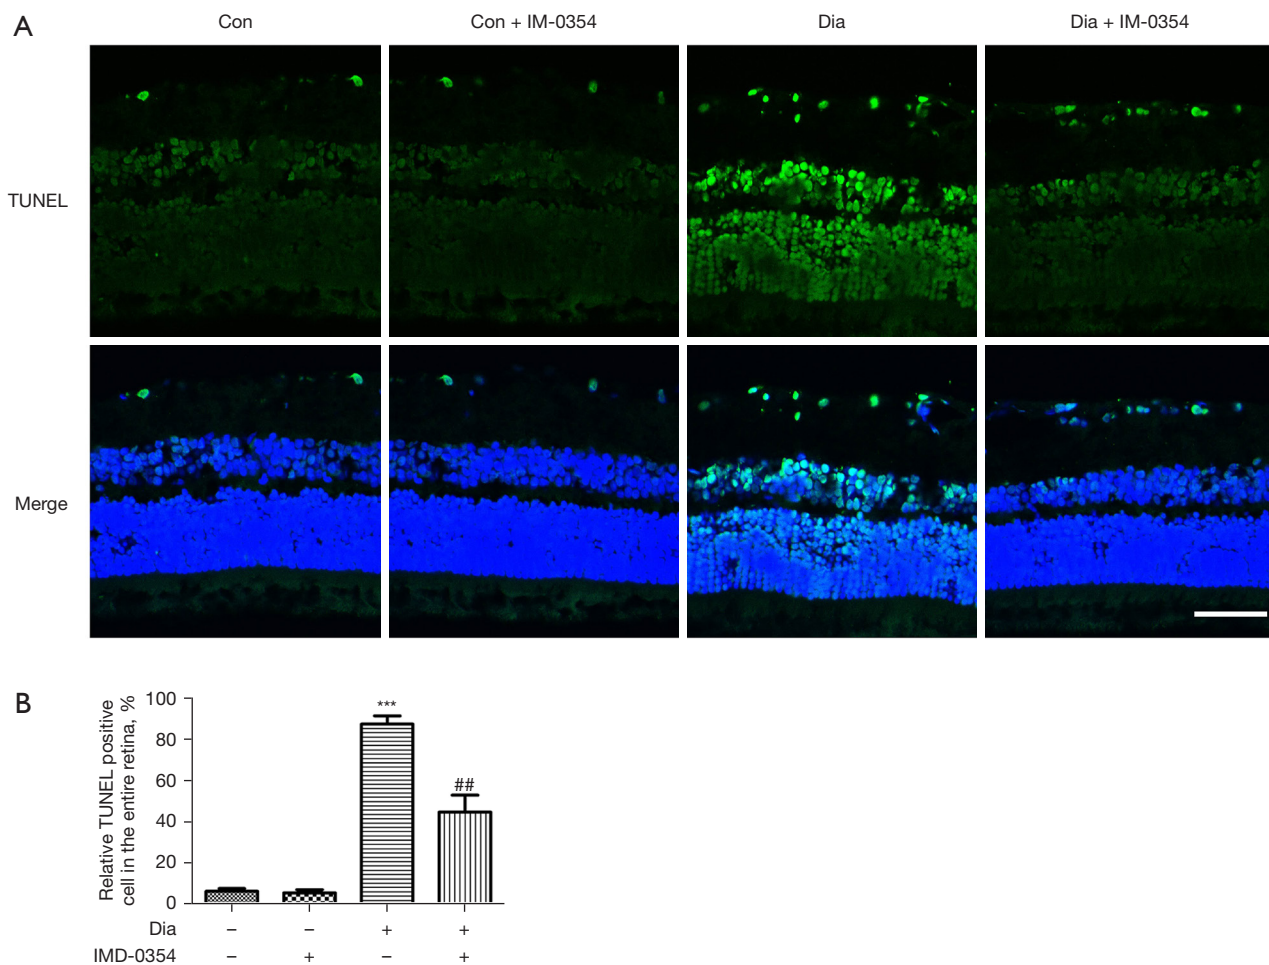 A
Con
Con + IM-0354
Dia
Dia + IM-0354
TUNEL
Merge
B
Relative TUNEL positive
cell in the entire retina, %
100
80
60
40
20
0
***
##
Dia − − + +
IMD-0354 − + − +